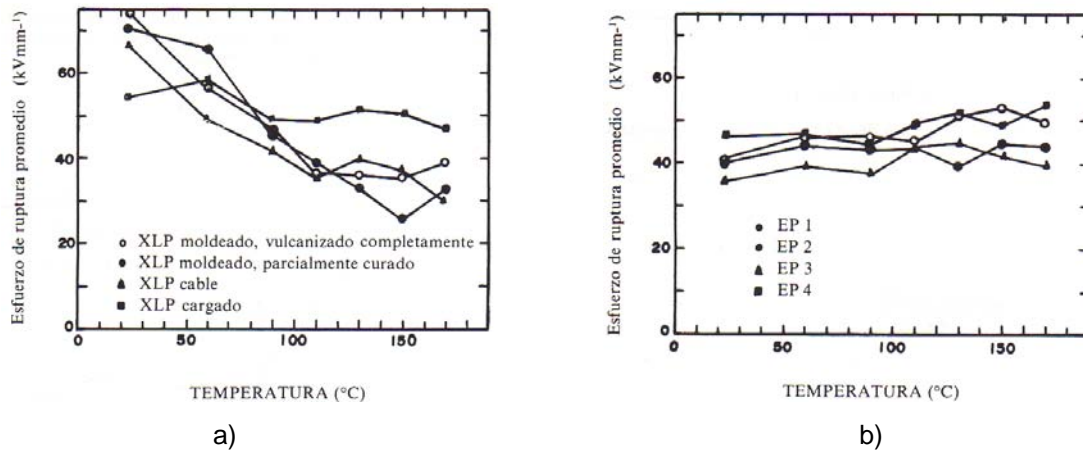 Esfuerzo de ruptura promedio (kVmm-¹)
60
40
20
0
XLP moldeado, vulcanizado completamente
XLP moldeado, parcialmente curado
XLP cable
XLP cargado
0
50
100
150
TEMPERATURA (°C)
a)
Esfuerzo de ruptura promedio (kVmm-¹)
60
40
20
0
EP 1
EP 2
EP 3
EP 4
0
50
100
150
TEMPERATURA (°C)
b)